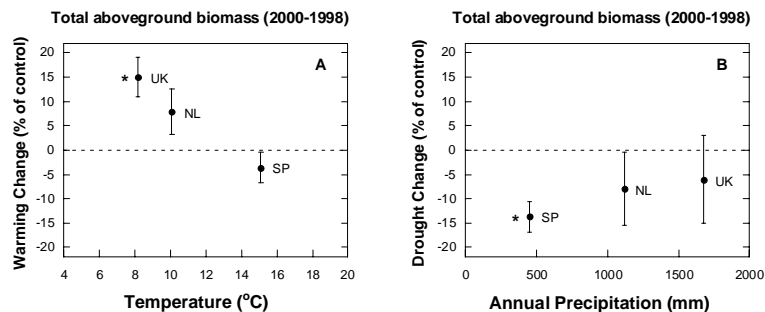 Total aboveground biomass (2000-1998)
Warming Change (% of control)
20
15
10
5
0
-5
-10
-15
-20
A
* UK
NL
SP
4 6 8 10 12 14 16 18 20
Temperature (°C)
Total aboveground biomass (2000-1998)
Drought Change (% of control)
20
15
10
5
0
-5
-10
-15
-20
B
UK
NL
* SP
0 500 1000 1500 2000
Annual Precipitation (mm)